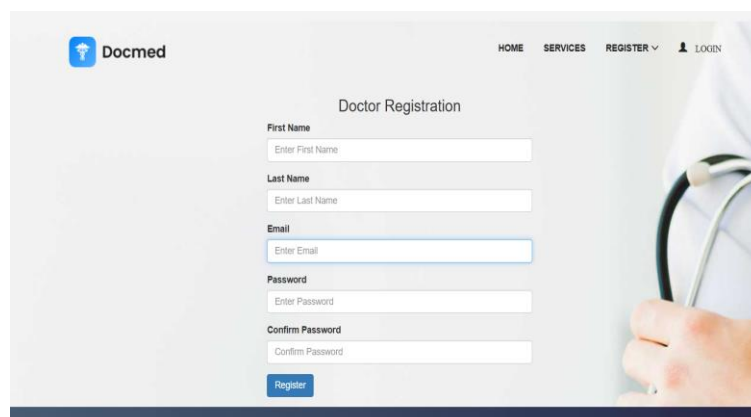 Docmed
HOME SERVICES REGISTER LOGIN
Doctor Registration
First Name
Enter First Name
Last Name
Enter Last Name
Email
Enter Email
Password
Enter Password
Confirm Password
Confirm Password
Register